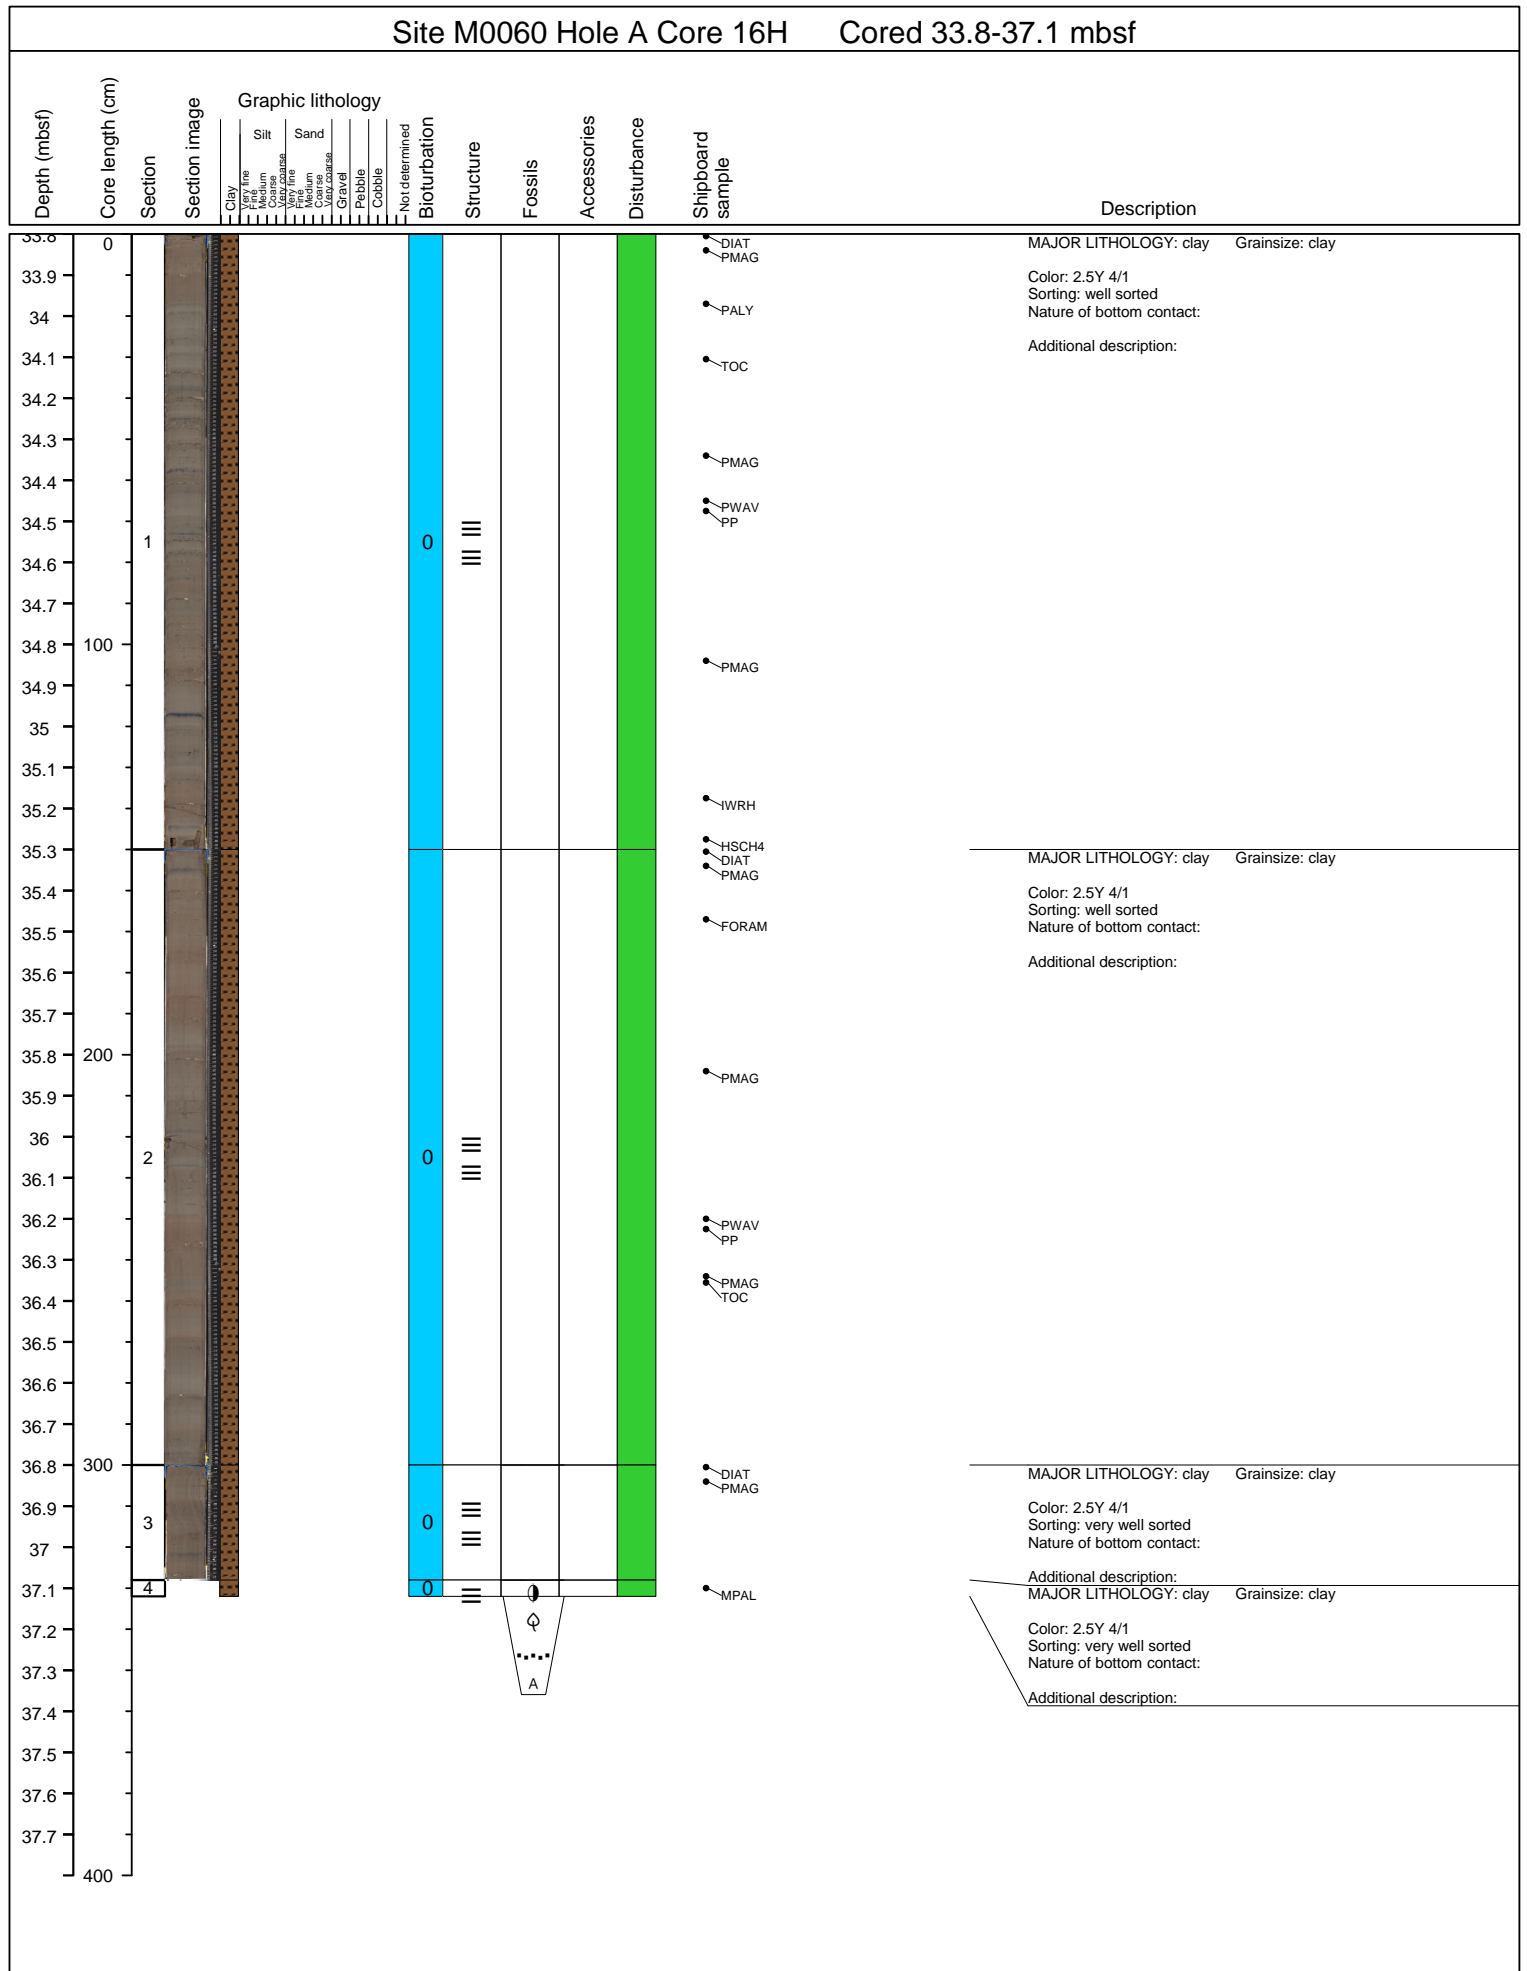 Site M0060 Hole A Core 16H Cored 33.8-37.1 mbsf
Depth (mbsf)
Core length (cm)
Section
Section image
Graphic lithology
Clay
Silt
Very fine
Fine
Medium
Coarse
Very coarse
Sand
Very fine
Fine
Medium
Coarse
Very coarse
Gravel
Pebble
Cobble
Not determined
Bioturbation
Structure
Fossils
Accessories
Disturbance
Shipboard
sample
Description
33.8
33.9
34
34.1
34.2
34.3
34.4
34.5
34.6
34.7
34.8
34.9
35
35.1
35.2
35.3
35.4
35.5
35.6
35.7
35.8
35.9
36
36.1
36.2
36.3
36.4
36.5
36.6
36.7
36.8
36.9
37
37.1
37.2
37.3
37.4
37.5
37.6
37.7
0
100
200
300
400
1
2
3
4
0
0
0
0
A
DIAT
PMAG
PALY
TOC
PMAG
PWAV
PP
PMAG
IWRH
HSCH4
DIAT
PMAG
FORAM
PMAG
PWAV
PP
PMAG
TOC
DIAT
PMAG
MPAL
MAJOR LITHOLOGY: clay Grainsize: clay
Color: 2.5Y 4/1
Sorting: well sorted
Nature of bottom contact:
Additional description:
MAJOR LITHOLOGY: clay Grainsize: clay
Color: 2.5Y 4/1
Sorting: well sorted
Nature of bottom contact:
Additional description:
MAJOR LITHOLOGY: clay Grainsize: clay
Color: 2.5Y 4/1
Sorting: very well sorted
Nature of bottom contact:
Additional description:
MAJOR LITHOLOGY: clay Grainsize: clay
Color: 2.5Y 4/1
Sorting: very well sorted
Nature of bottom contact:
Additional description: